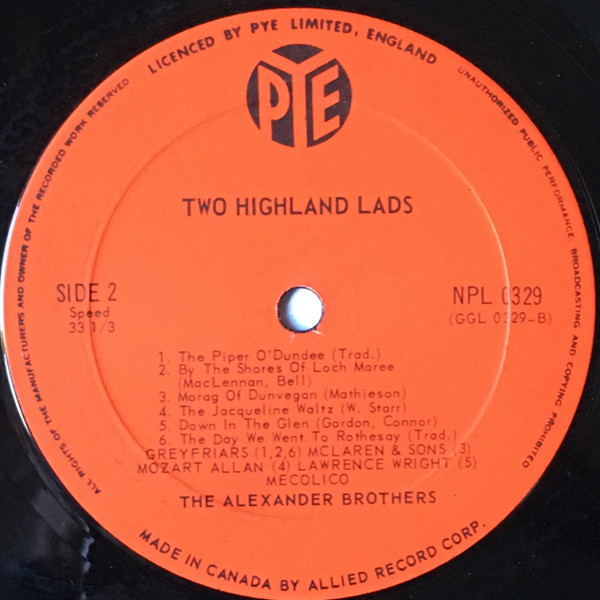 LICENCED BY PYE LIMITED, ENGLAND
PYE
TWO HIGHLAND LADS
SIDE 2
Speed
33 1/3
NPL 0329
(GGL 0329-B)
1. The Piper O'Dundee (Trad.)
2. By The Shores Of Loch Maree
(MacLennan, Bell)
3. Morag Of Dunvegan (Mathieson)
4. The Jacqueline Waltz (W. Starr)
5. Down In The Glen (Gordon, Connor)
6. The Day We Went To Rothesay (Trad.)
GREYFRIARS (1,2,6) MCLAREN & SONS (3)
MOZART ALLAN (4) LAWRENCE WRIGHT (5)
MECOLICO
THE ALEXANDER BROTHERS
MADE IN CANADA BY ALLIED RECORD CORP.
ALL RIGHTS OF THE MANUFACTURERS AND OWNER OF THE RECORDED WORK RESERVED
UNAUTHORIZED PUBLIC PERFORMANCE, BROADCASTING AND COPYING PROHIBITED